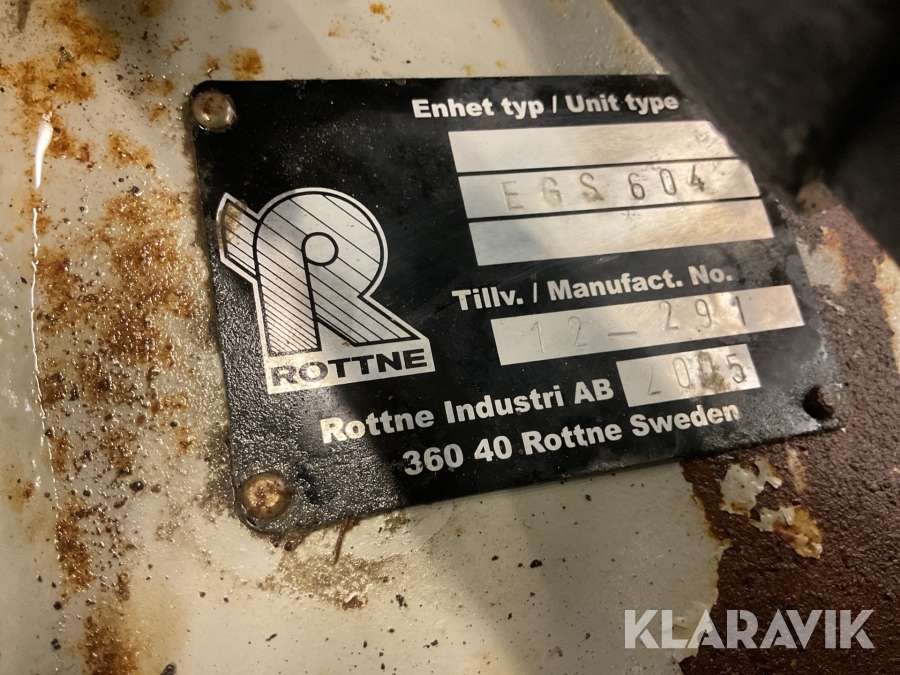 Enhet typ / Unit type
EGS 604
Tillv. / Manufact. No.
12-291
ROTTNE
Rottne Industri AB 2005
360 40 Rottne Sweden
KLARAVIK